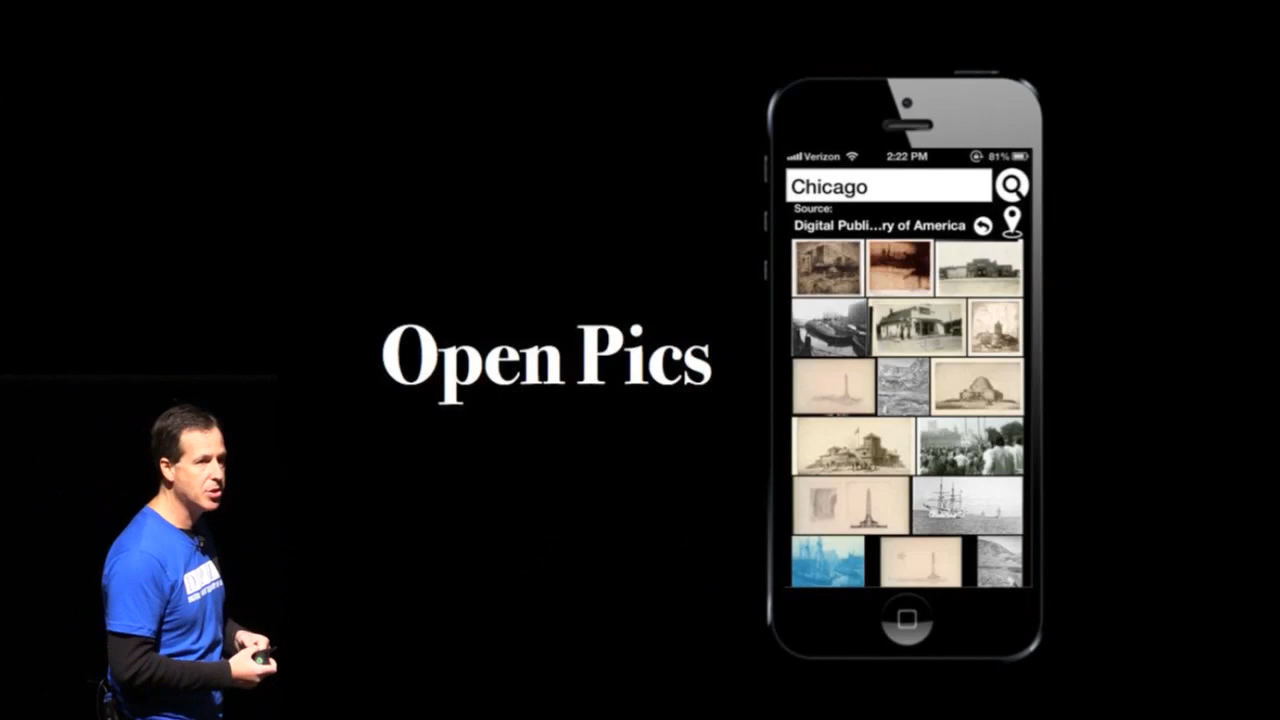 Open Pics
Verizon 2:22 PM 81%
Chicago
Source:
Digital Publi...ry of America